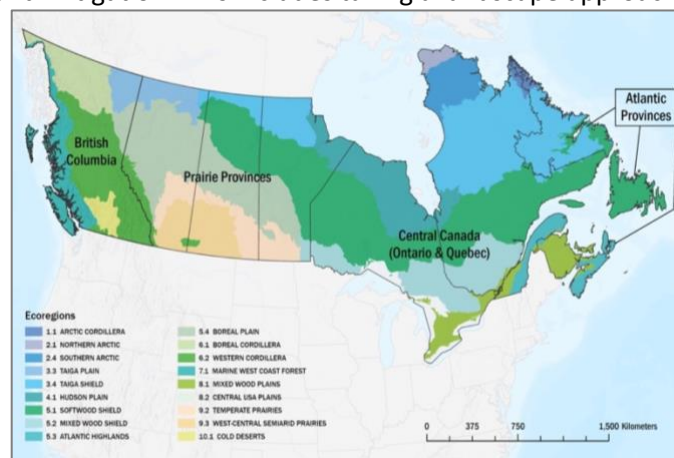 Atlantic
Provinces
British
Columbia
Prairie Provinces
Central Canada
(Ontario & Quebec)
Ecoregions
1.1 ARCTIC CORDILLERA
2.1 NORTHERN ARCTIC
2.4 SOUTHERN ARCTIC
3.3 TAIGA PLAIN
3.4 TAIGA SHIELD
4.1 HUDSON PLAIN
5.1 SOFTWOOD SHIELD
5.2 MIXED WOOD SHIELD
5.3 ATLANTIC HIGHLANDS
5.4 BOREAL PLAIN
6.1 BOREAL CORDILLERA
6.2 WESTERN CORDILLERA
7.1 MARINE WEST COAST FOREST
8.1 MIXED WOOD PLAINS
8.2 CENTRAL USA PLAINS
9.2 TEMPERATE PRAIRIES
9.3 WEST-CENTRAL SEMIARID PRAIRIES
10.1 COLD DESERTS
0 375 750 1,500 Kilometers